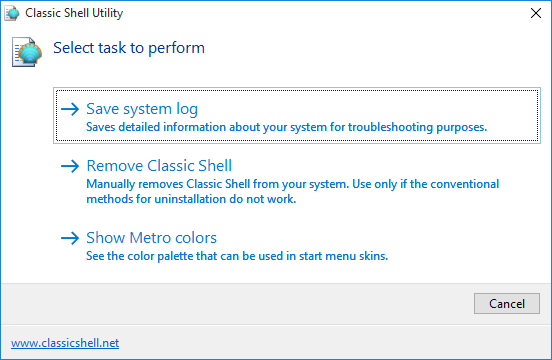 Classic Shell Utility
Select task to perform
Save system log
Saves detailed information about your system for troubleshooting purposes.
Remove Classic Shell
Manually removes Classic Shell from your system. Use only if the conventional
methods for uninstallation do not work.
Show Metro colors
See the color palette that can be used in start menu skins.
Cancel
www.classicshell.net